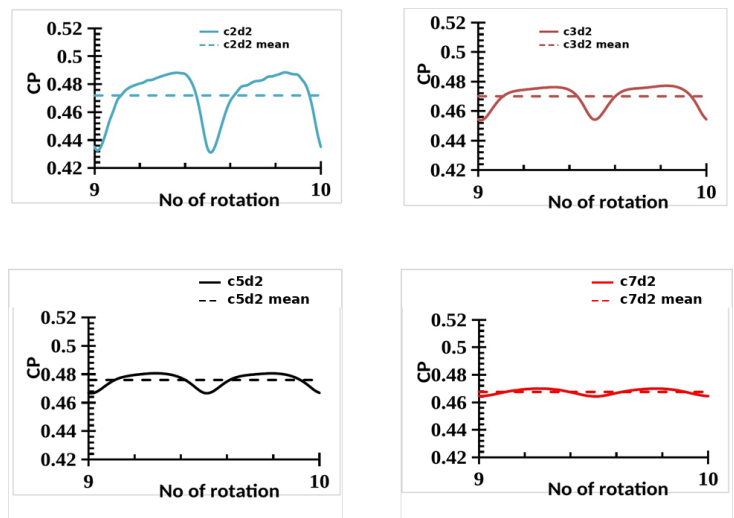 0.52
0.5
0.48
0.46
0.44
0.42
CP
9
10
No of rotation
c2d2
c2d2 mean
0.52
0.5
0.48
0.46
0.44
0.42
CP
9
10
No of rotation
c3d2
c3d2 mean
0.52
0.5
0.48
0.46
0.44
0.42
CP
9
10
No of rotation
c5d2
c5d2 mean
0.52
0.5
0.48
0.46
0.44
0.42
CP
9
10
No of rotation
c7d2
c7d2 mean